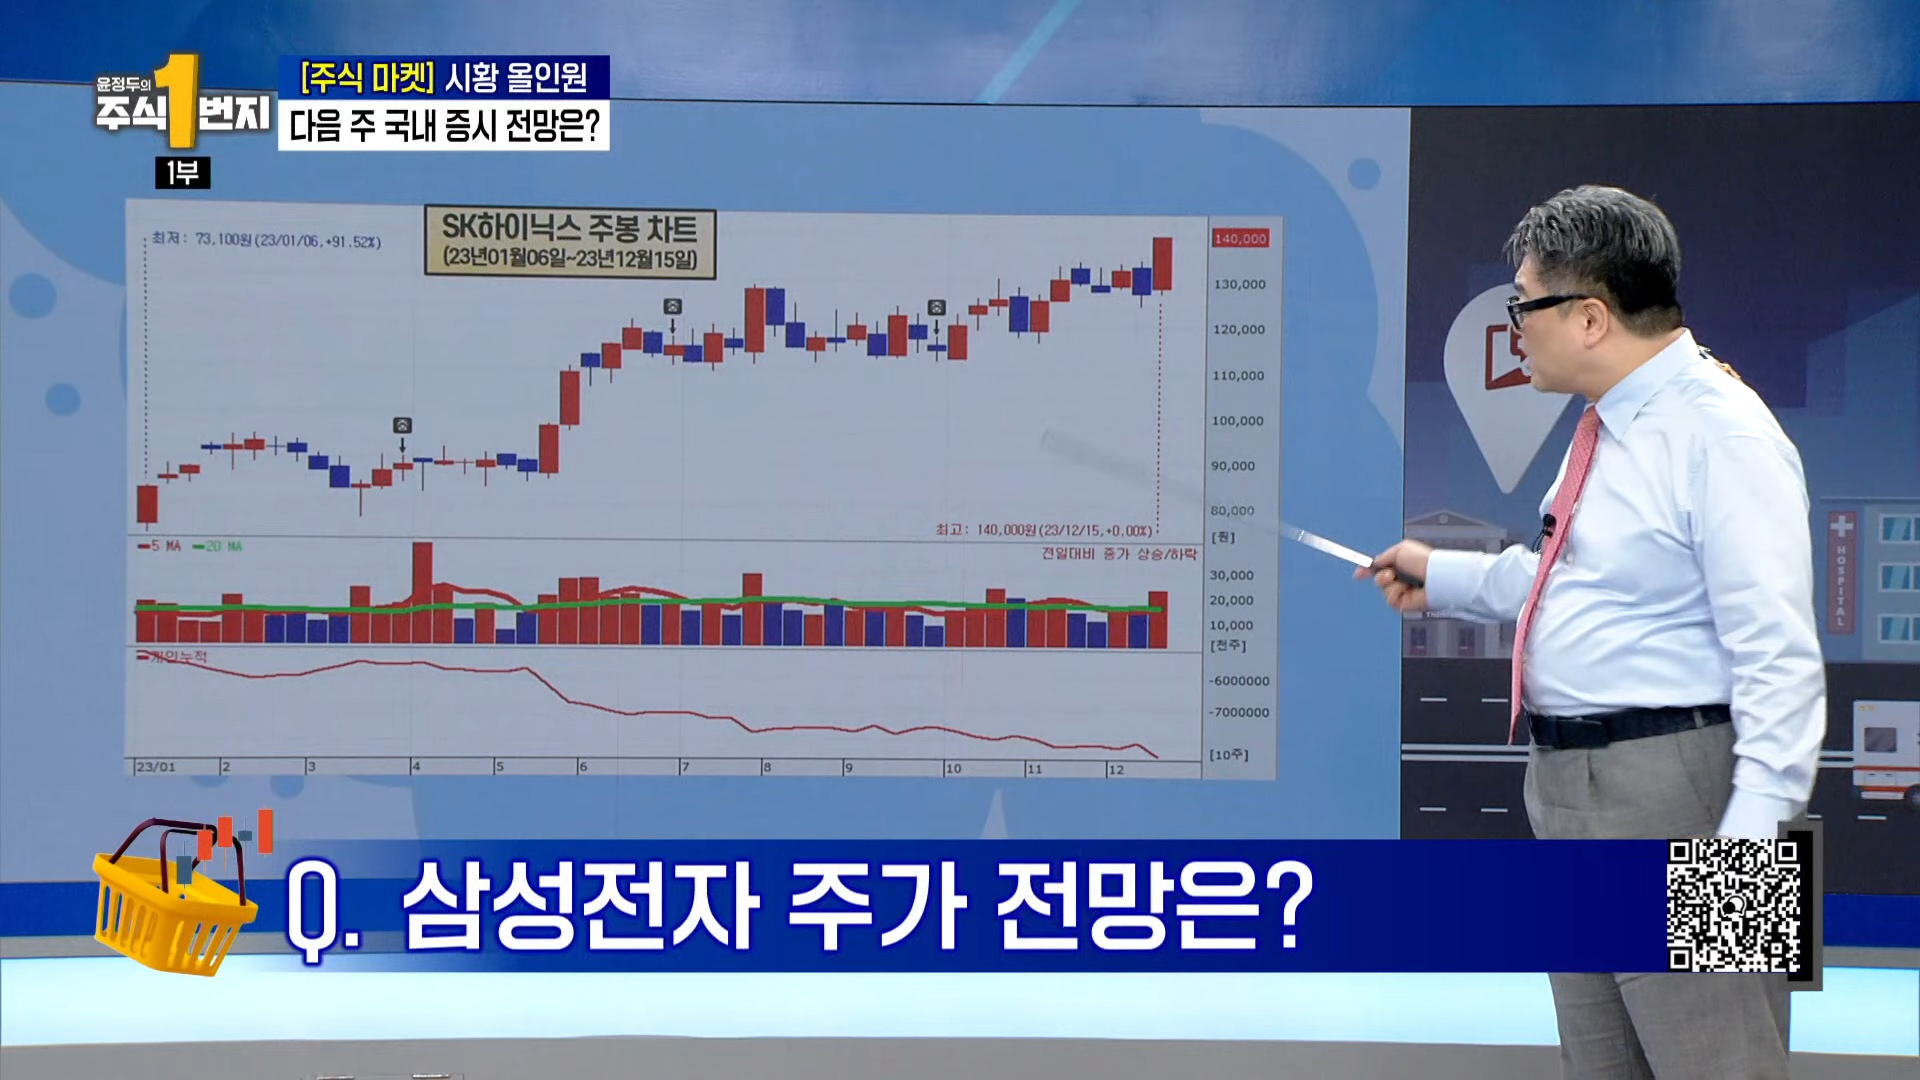 윤정두의
주식1번지
1부
[주식 마켓] 시황 올인원
다음 주 국내 증시 전망은?
SK하이닉스 주봉 차트
(23년01월06일~23년12월15일)
최저: 73,100원(23/01/06,+91.52%)
140,000
130,000
120,000
110,000
100,000
90,000
80,000
[원]
최고: 140,000원(23/12/15,+0.00%)
5 MA 20 MA
전일대비 종가 상승/하락
30,000
20,000
10,000
[천주]
개인누적
-6000000
-7000000
[10주]
23/01 2 3 4 5 6 7 8 9 10 11 12
HOSPITAL
Q. 삼성전자 주가 전망은?